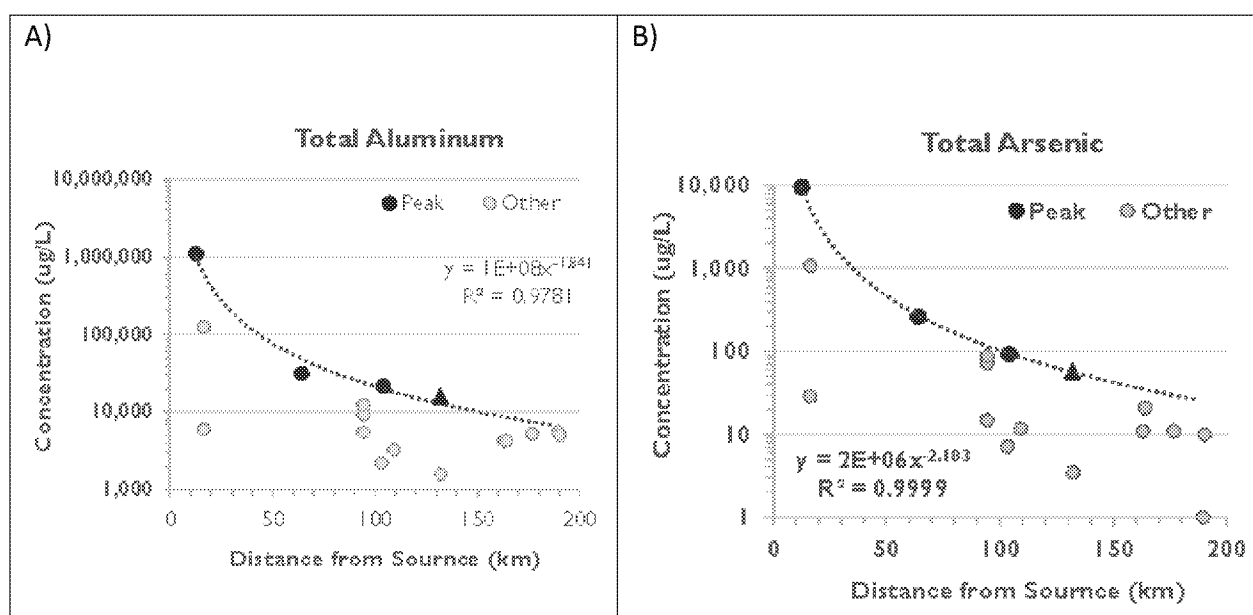 A)
Total Aluminum
10,000,000
1,000,000
100,000
10,000
1,000
Peak Other
y = 1E+08x^-1.841
R² = 0.9781
Concentration (ug/L)
0 50 100 150 200
Distance from Sournce (km)
B)
Total Arsenic
10,000
1,000
100
10
1
Peak Other
y = 2E+06x^-2.103
R² = 0.9999
Concentration (ug/L)
0 50 100 150 200
Distance from Sournce (km)